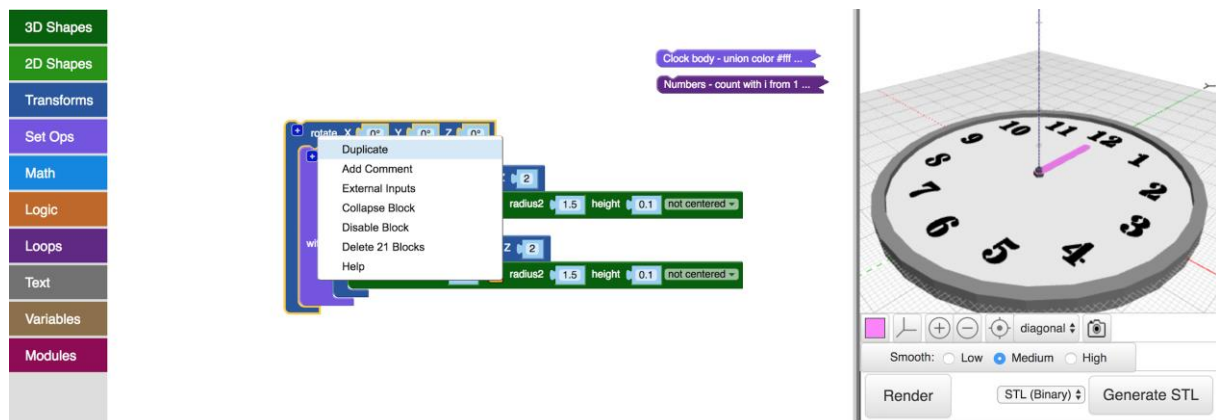 3D Shapes
2D Shapes
Transforms
Set Ops
Math
Logic
Loops
Text
Variables
Modules
Clock body - union color #fff ...
Numbers - count with i from 1 ...
rotate X 0° Y 0° Z 0°
Duplicate
Add Comment
External Inputs
Collapse Block
Disable Block
Delete 21 Blocks
Help
2
radius2 1.5 height 0.1 not centered
Z 2
radius2 1.5 height 0.1 not centered
10 11 12
9 1
8 2
7 3
6 5 4
diagonal
Smooth: Low Medium High
Render STL (Binary) Generate STL